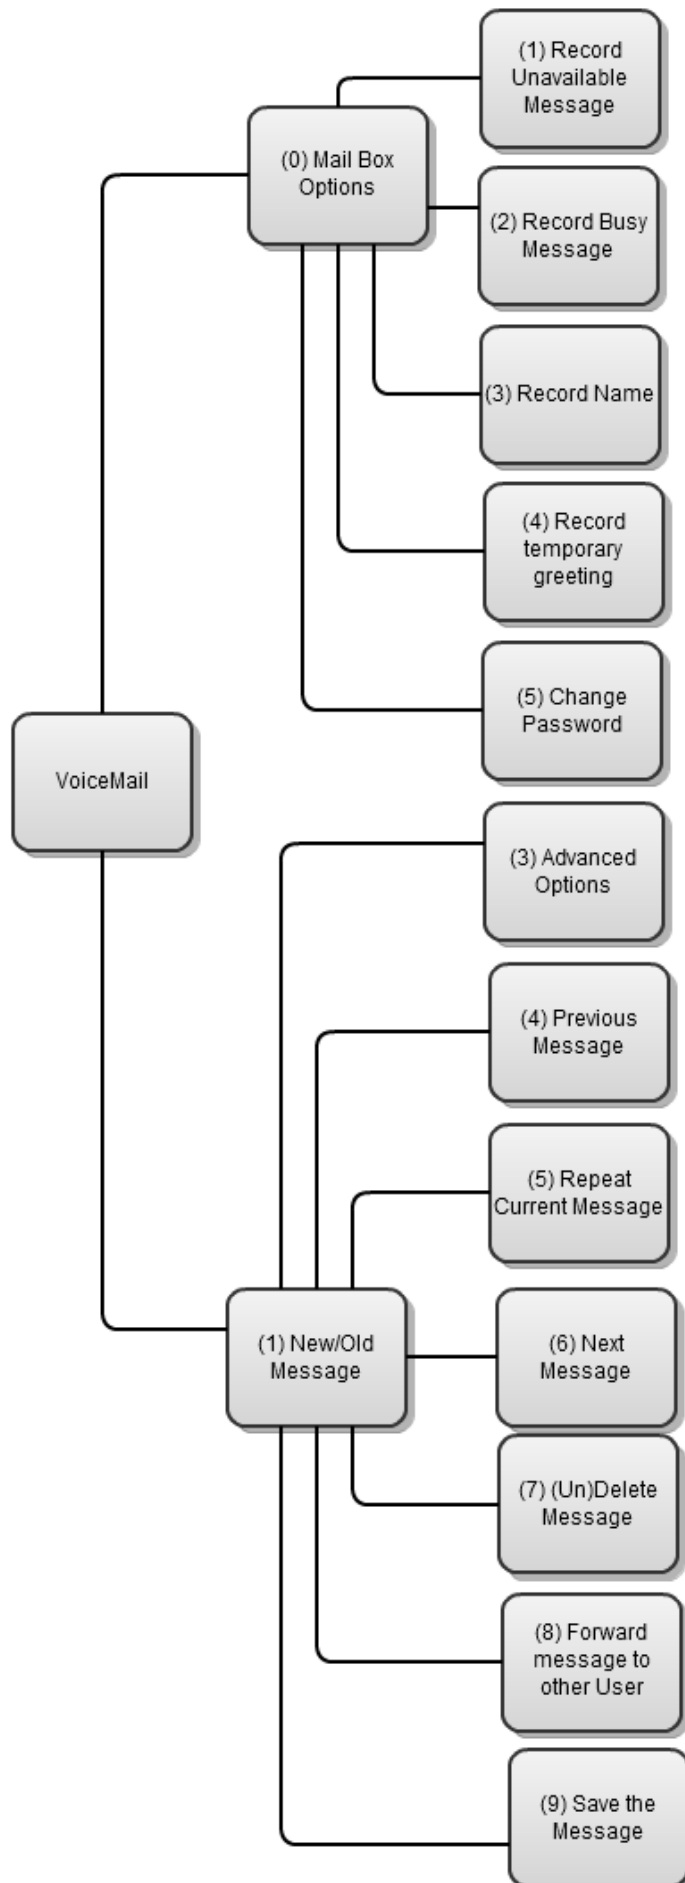 (1) Record
Unavailable
Message
(0) Mail Box
Options
(2) Record Busy
Message
(3) Record Name
(4) Record
temporary
greeting
(5) Change
Password
VoiceMail
(3) Advanced
Options
(4) Previous
Message
(5) Repeat
Current Message
(1) New/Old
Message
(6) Next
Message
(7) (Un)Delete
Message
(8) Forward
message to
other User
(9) Save the
Message